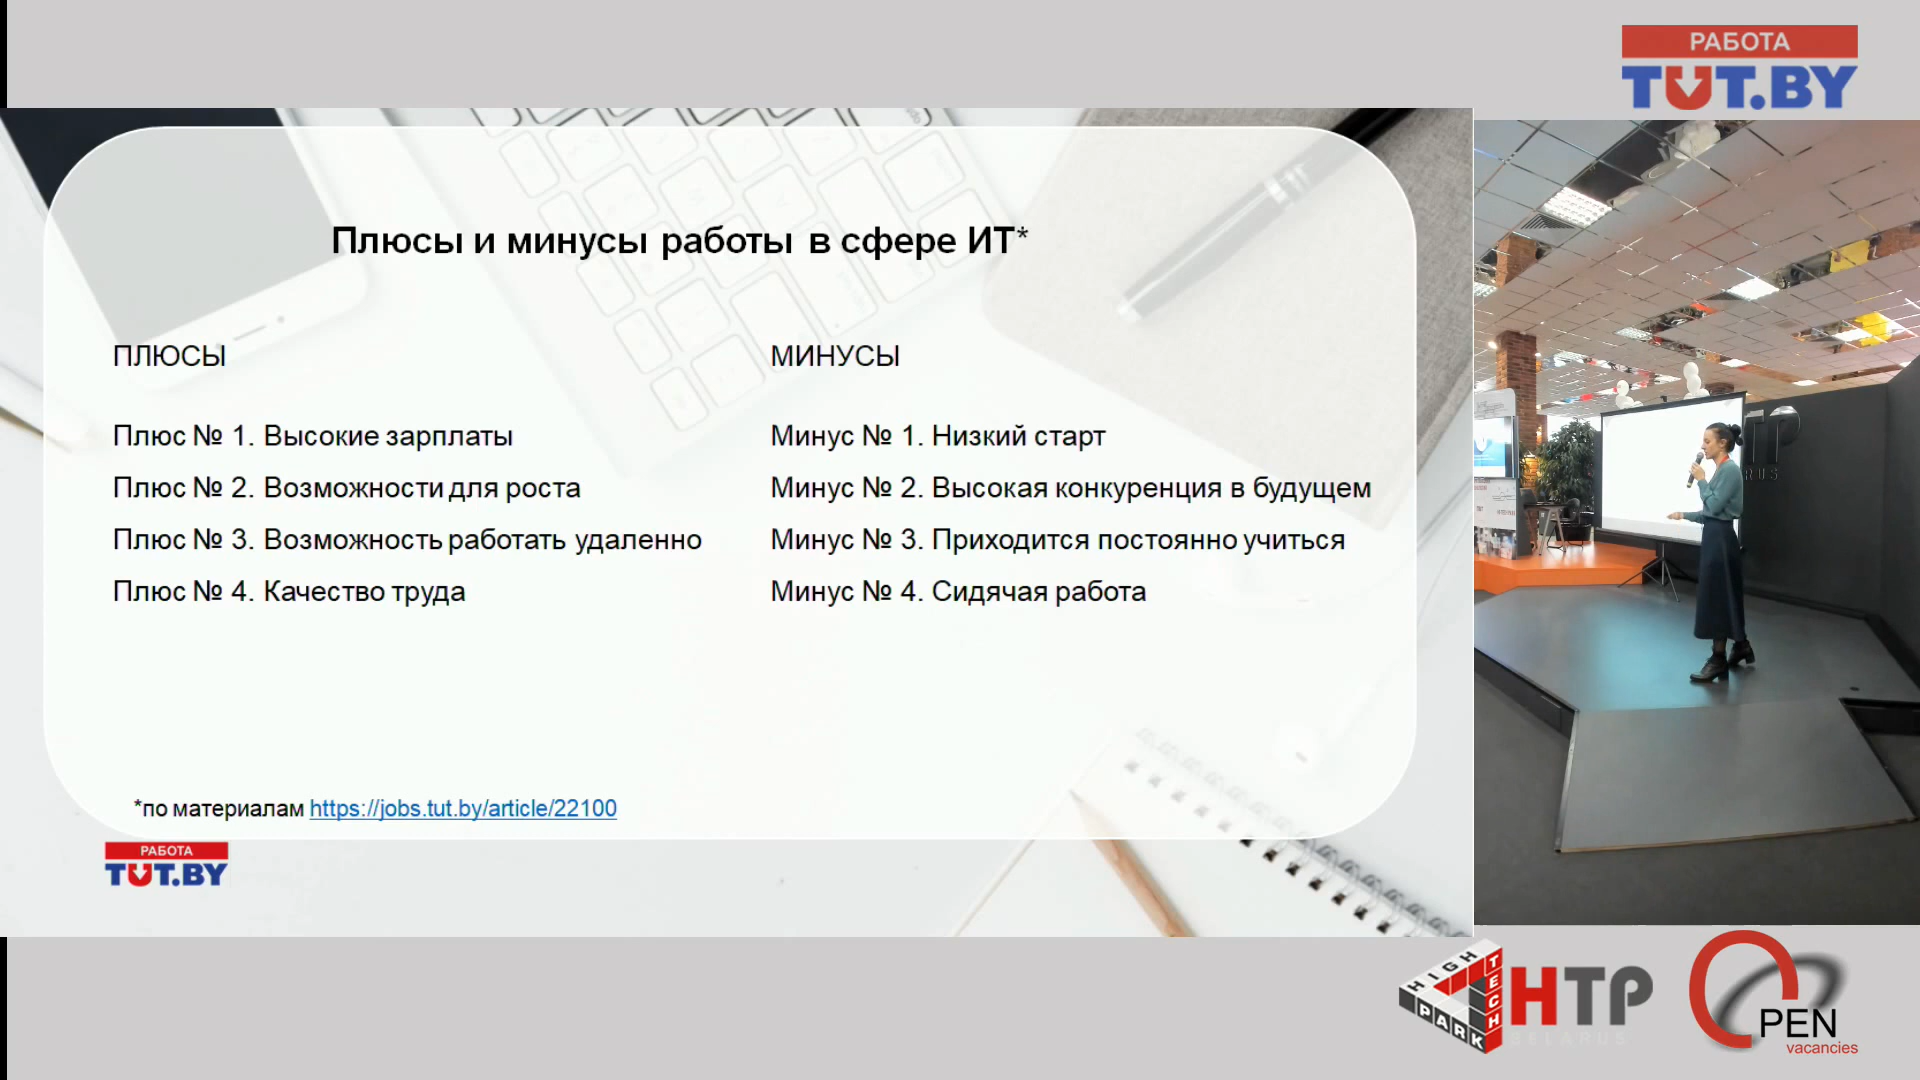 РАБОТА
TUT.BY
Плюсы и минусы работы в сфере ИТ*
ПЛЮСЫ
Плюс № 1. Высокие зарплаты
Плюс № 2. Возможности для роста
Плюс № 3. Возможность работать удаленно
Плюс № 4. Качество труда
МИНУСЫ
Минус № 1. Низкий старт
Минус № 2. Высокая конкуренция в будущем
Минус № 3. Приходится постоянно учиться
Минус № 4. Сидячая работа
*по материалам https://jobs.tut.by/article/22100
РАБОТА
TUT.BY
HIGH
TECH
PARK
HTP
BELARUS
OPEN
vacancies